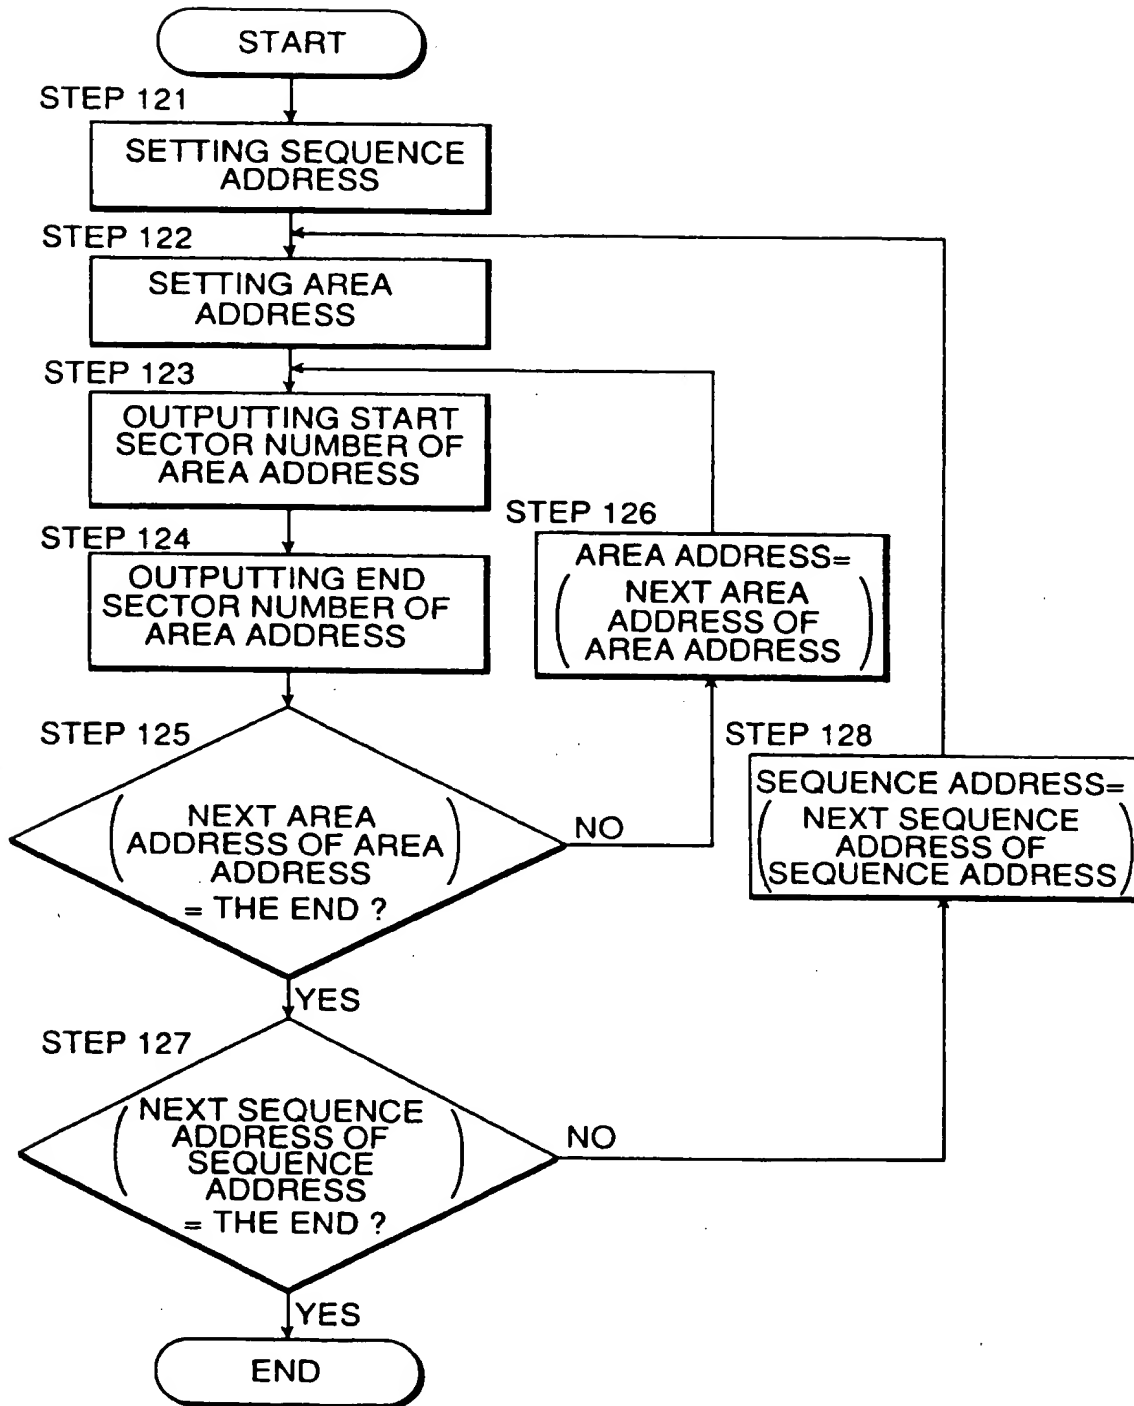 START
STEP 121
SETTING SEQUENCE
ADDRESS
STEP 122
SETTING AREA
ADDRESS
STEP 123
OUTPUTTING START
SECTOR NUMBER OF
AREA ADDRESS
STEP 124
OUTPUTTING END
SECTOR NUMBER OF
AREA ADDRESS
STEP 126
AREA ADDRESS=
( NEXT AREA
ADDRESS OF
AREA ADDRESS )
STEP 125
( NEXT AREA
ADDRESS OF AREA
ADDRESS )
= THE END ?
NO
YES
STEP 128
SEQUENCE ADDRESS=
( NEXT SEQUENCE
ADDRESS OF
SEQUENCE ADDRESS )
STEP 127
( NEXT SEQUENCE
ADDRESS OF
SEQUENCE
ADDRESS )
= THE END ?
NO
YES
END